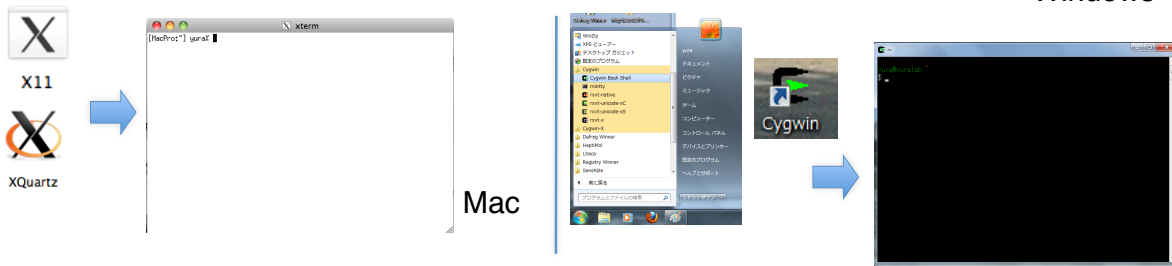 X11
XQuartz
X xterm
[MacPro:~] yura%
Mac
WinZip
XPS ビューアー
デスクトップ ガジェット
既定のプログラム
Cygwin
Cygwin Bash Shell
mintty
rxvt-native
rxvt-unicode-xC
rxvt-unicode-xS
rxvt-x
Cygwin-X
Defrag Winner
HaptiMol
Lhaca
Registry Winner
SensAble
前に戻る
プログラムとファイルの検索
yura
ドキュメント
ピクチャ
ミュージック
ゲーム
コンピューター
コントロール パネル
デバイスとプリンター
既定のプログラム
ヘルプとサポート
Cygwin
~
$